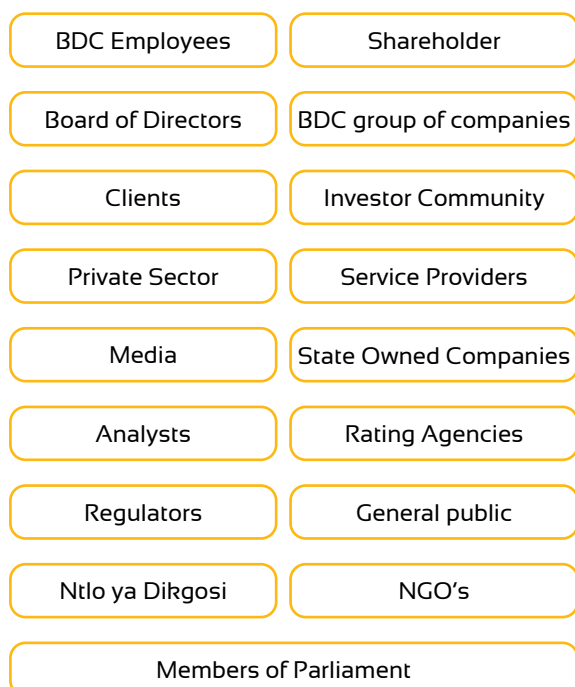 BDC Employees
Shareholder
Board of Directors
BDC group of companies
Clients
Investor Community
Private Sector
Service Providers
Media
State Owned Companies
Analysts
Rating Agencies
Regulators
General public
Ntlo ya Dikgosi
NGO's
Members of Parliament